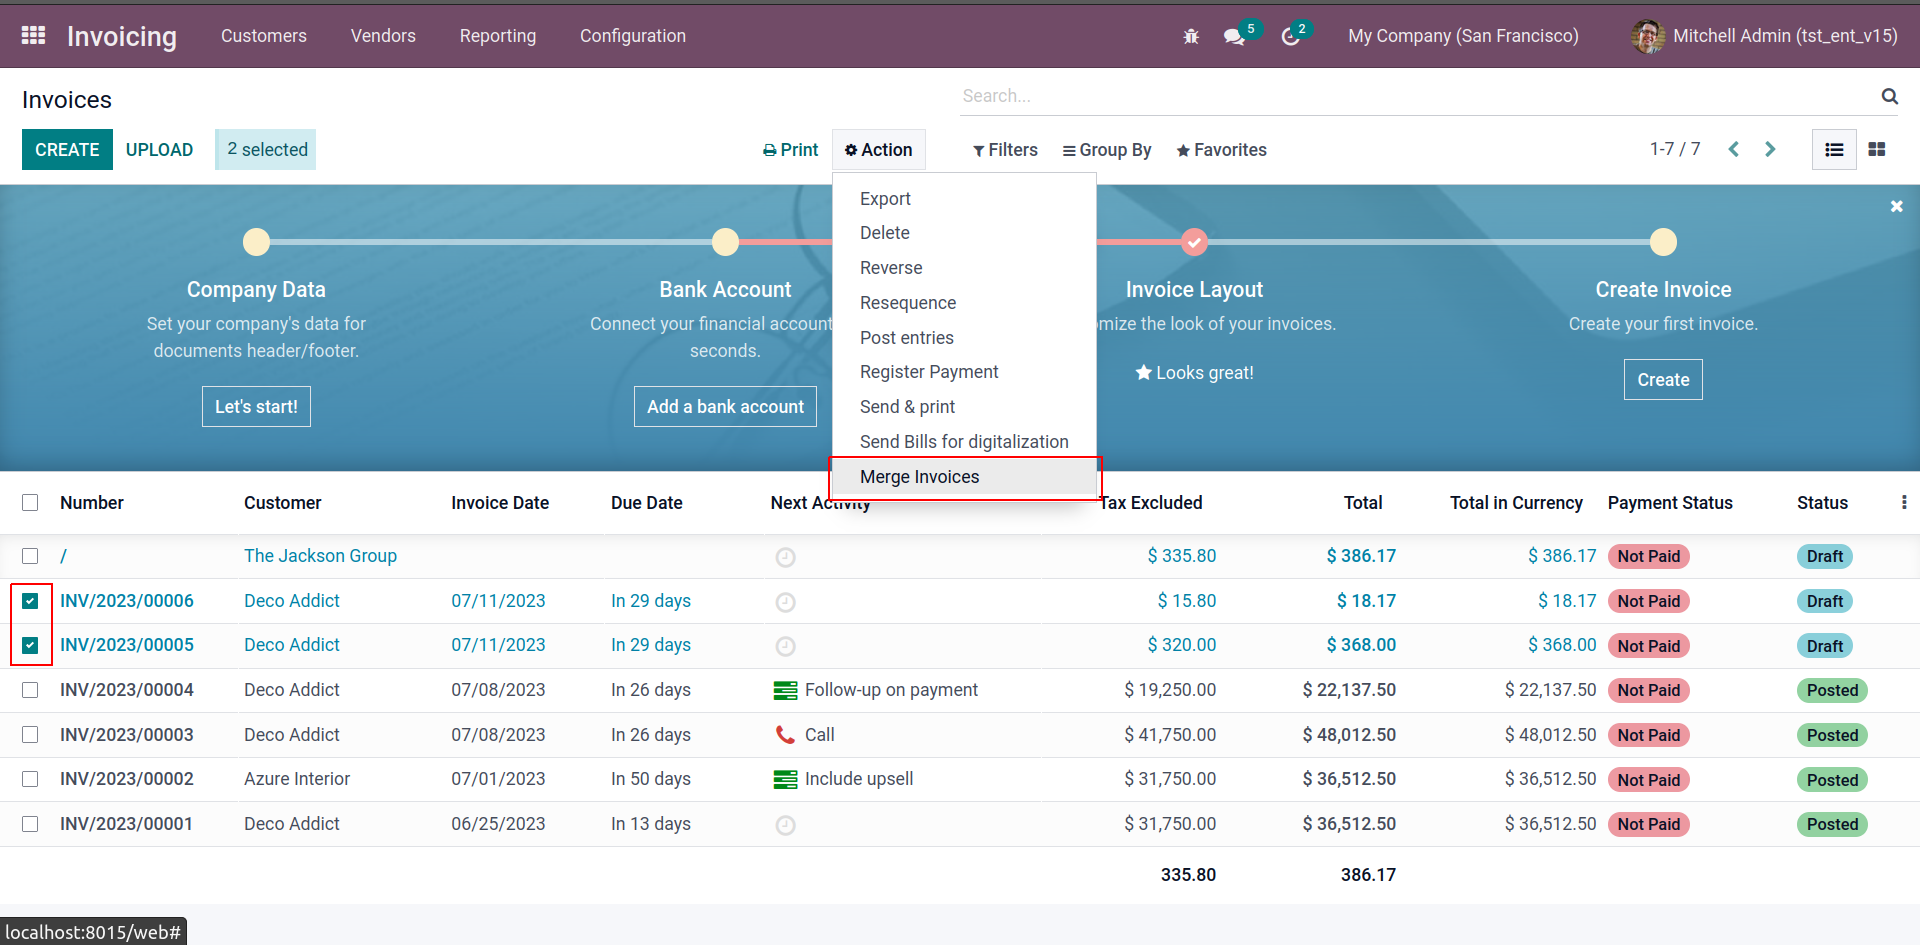 Invoicing Customers Vendors Reporting Configuration 5 2 My Company (San Francisco) Mitchell Admin (tst_ent_v15)
Invoices
Search...
CREATE UPLOAD 2 selected Print Action Filters Group By Favorites 1-7 / 7
Export
Delete
Reverse
Resequence
Post entries
Register Payment
Send & print
Send Bills for digitalization
Merge Invoices
Company Data
Set your company's data for
documents header/footer.
Let's start!
Bank Account
Connect your financial account
seconds.
Add a bank account
Invoice Layout
omize the look of your invoices.
Looks great!
Create Invoice
Create your first invoice.
Create
Number Customer Invoice Date Due Date Next Activity Tax Excluded Total Total in Currency Payment Status Status
/ The Jackson Group $ 335.80 $ 386.17 $ 386.17 Not Paid Draft
INV/2023/00006 Deco Addict 07/11/2023 In 29 days $ 15.80 $ 18.17 $ 18.17 Not Paid Draft
INV/2023/00005 Deco Addict 07/11/2023 In 29 days $ 320.00 $ 368.00 $ 368.00 Not Paid Draft
INV/2023/00004 Deco Addict 07/08/2023 In 26 days Follow-up on payment $ 19,250.00 $ 22,137.50 $ 22,137.50 Not Paid Posted
INV/2023/00003 Deco Addict 07/08/2023 In 26 days Call $ 41,750.00 $ 48,012.50 $ 48,012.50 Not Paid Posted
INV/2023/00002 Azure Interior 07/01/2023 In 50 days Include upsell $ 31,750.00 $ 36,512.50 $ 36,512.50 Not Paid Posted
INV/2023/00001 Deco Addict 06/25/2023 In 13 days $ 31,750.00 $ 36,512.50 $ 36,512.50 Not Paid Posted
335.80 386.17
localhost:8015/web#